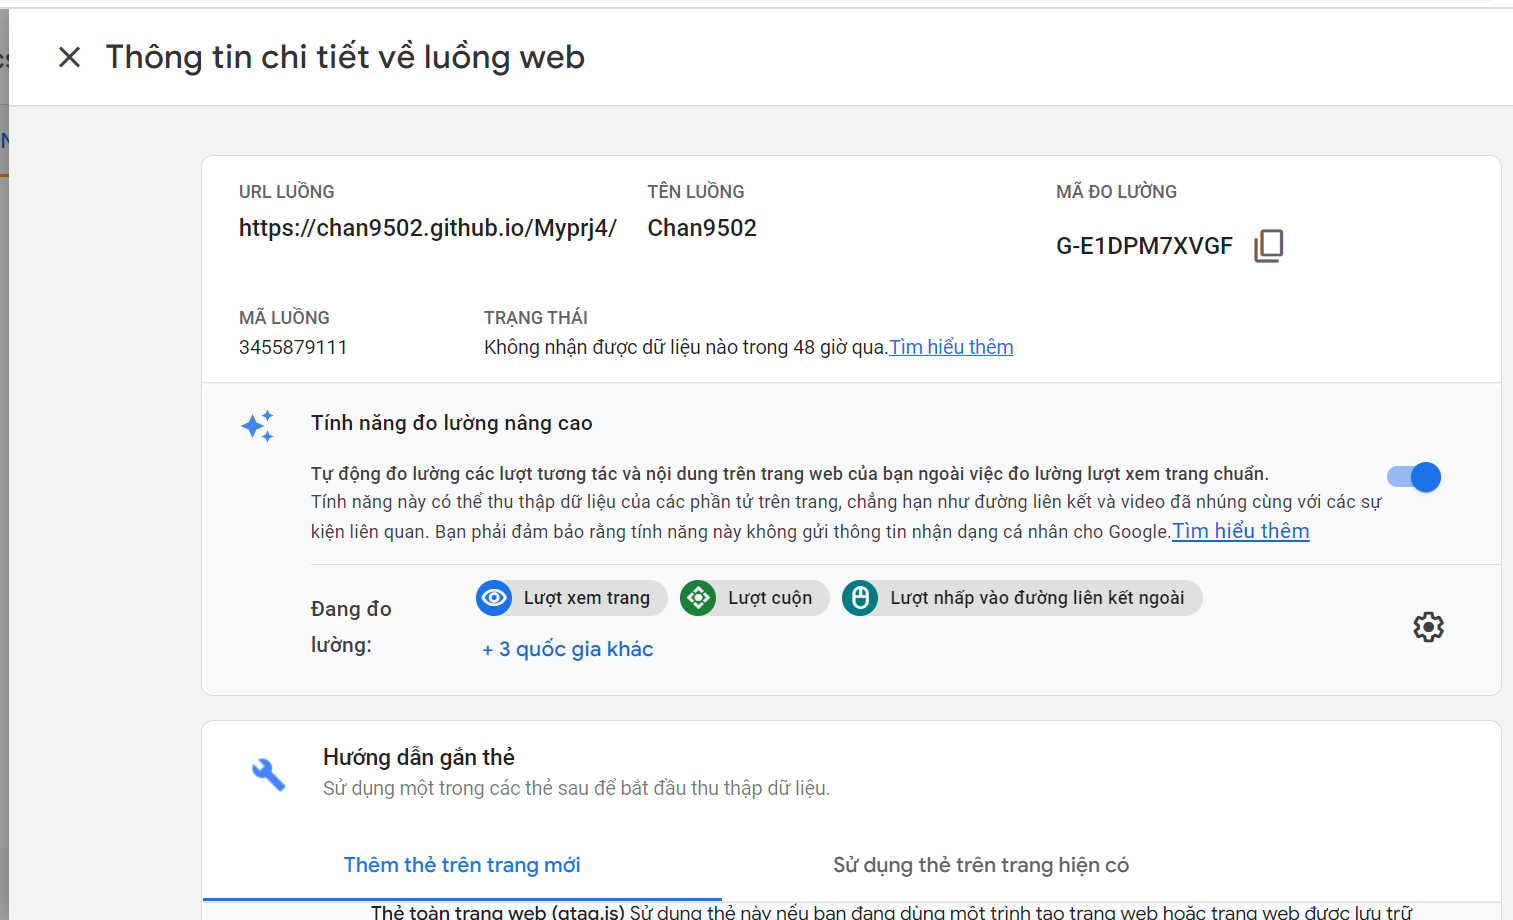 Thông tin chi tiết về luồng web
URL LUỒNG
TÊN LUỒNG
MÃ ĐO LƯỜNG
https://chan9502.github.io/Myprj4/
Chan9502
G-E1DPM7XVGF
MÃ LUỒNG
TRẠNG THÁI
3455879111
Không nhận được dữ liệu nào trong 48 giờ qua.Tìm hiểu thêm
Tính năng đo lường nâng cao
Tự động đo lường các lượt tương tác và nội dung trên trang web của bạn ngoài việc đo lường lượt xem trang chuẩn.
Tính năng này có thể thu thập dữ liệu của các phần tử trên trang, chẳng hạn như đường liên kết và video đã nhúng cùng với các sự
kiện liên quan. Bạn phải đảm bảo rằng tính năng này không gửi thông tin nhận dạng cá nhân cho Google.Tìm hiểu thêm
Đang đo
lường:
Lượt xem trang
Lượt cuộn
Lượt nhấp vào đường liên kết ngoài
+ 3 quốc gia khác
Hướng dẫn gắn thẻ
Sử dụng một trong các thẻ sau để bắt đầu thu thập dữ liệu.
Thêm thẻ trên trang mới
Sử dụng thẻ trên trang hiện có
Thẻ toàn trang web (gtag.js) Sử dụng thẻ này nếu bạn đang dùng một trình tạo trang web hoặc trang web được lưu trữ